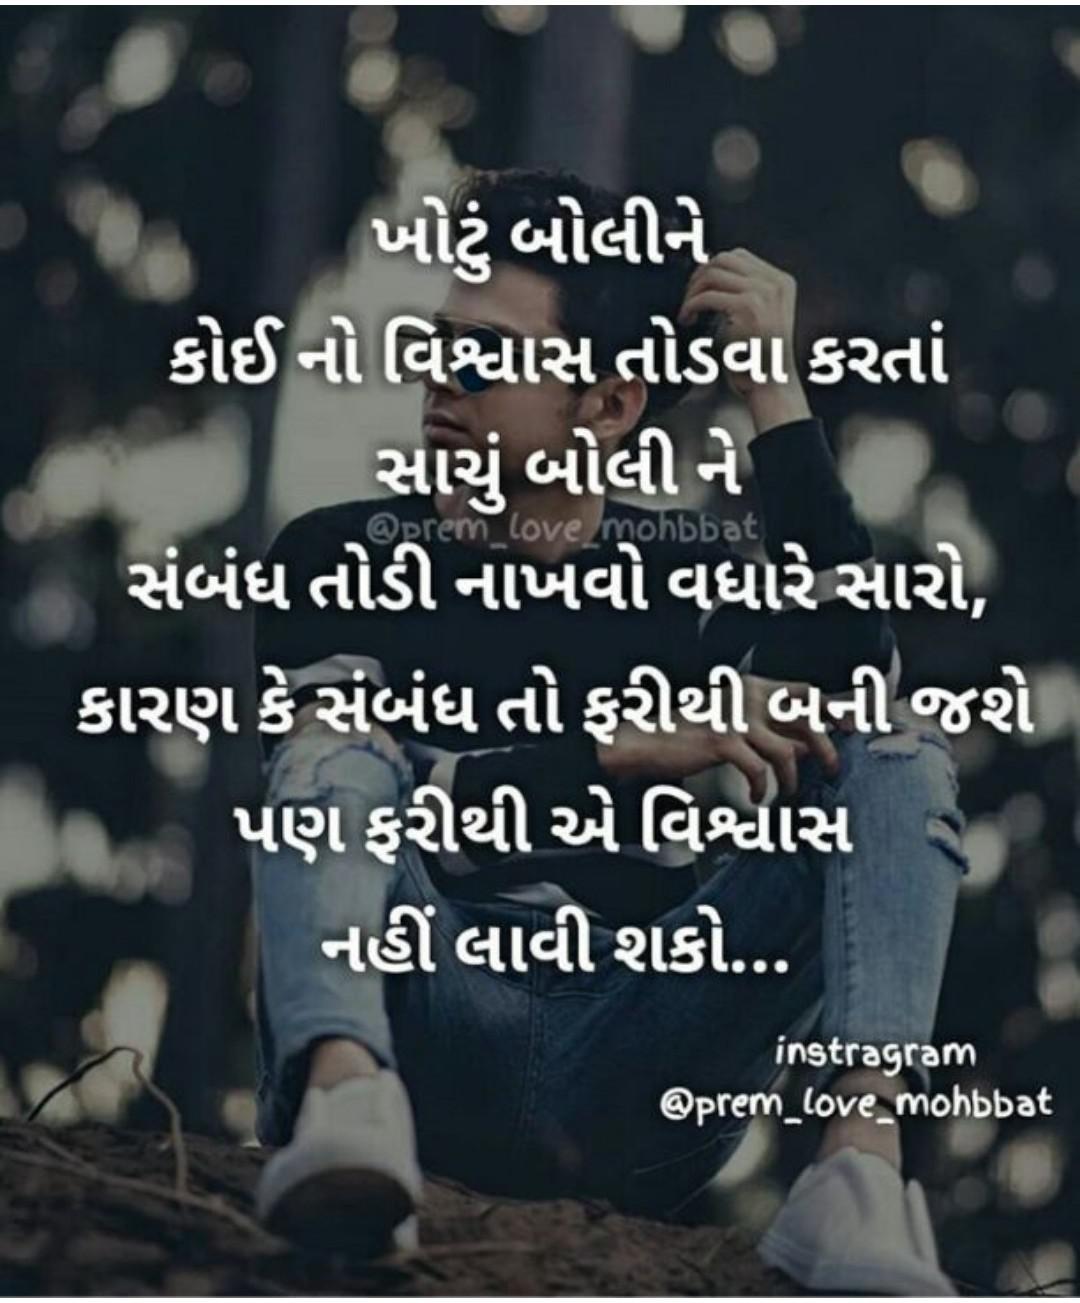 ખોટું બોલીને
કોઈ નો વિશ્વાસ તોડવા કરતાં
સાચું બોલી ને
@prem_love_mohbbat
સંબંધ તોડી નાખવો વધારે સારો,
કારણ કે સંબંધ તો ફરીથી બની જશે
પણ ફરીથી એ વિશ્વાસ
નહીં લાવી શકો...
instragram
@prem_love_mohbbat